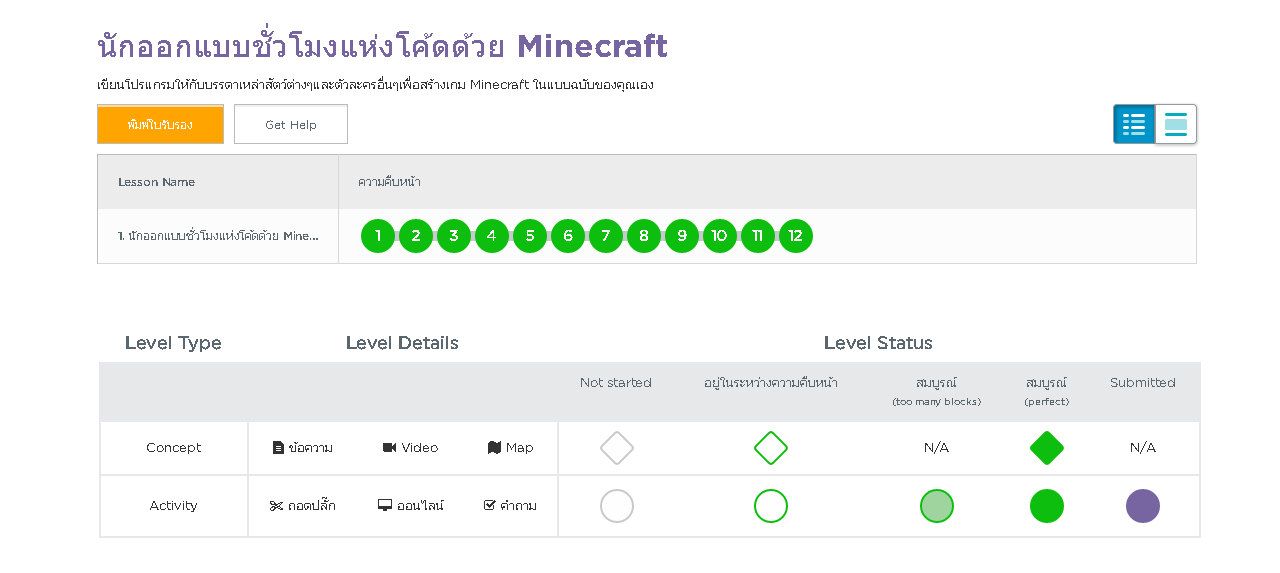 นักออกแบบชั่วโมงแห่งโค้ดด้วย Minecraft
เขียนโปรแกรมให้กับบรรดาเหล่าสัตว์ต่างๆและตัวละครอื่นๆเพื่อสร้างเกม Minecraft ในแบบฉบับของคุณเอง
พิมพ์ใบรับรอง Get Help
Lesson Name ความคืบหน้า
1. นักออกแบบชั่วโมงแห่งโค้ดด้วย Mine... 1 2 3 4 5 6 7 8 9 10 11 12
Level Type Level Details Level Status
Not started อยู่ในระหว่างความคืบหน้า สมบูรณ์ สมบูรณ์ Submitted
(too many blocks) (perfect)
Concept ข้อความ Video Map N/A N/A
Activity ถอดปลั๊ก ออนไลน์ คำถาม